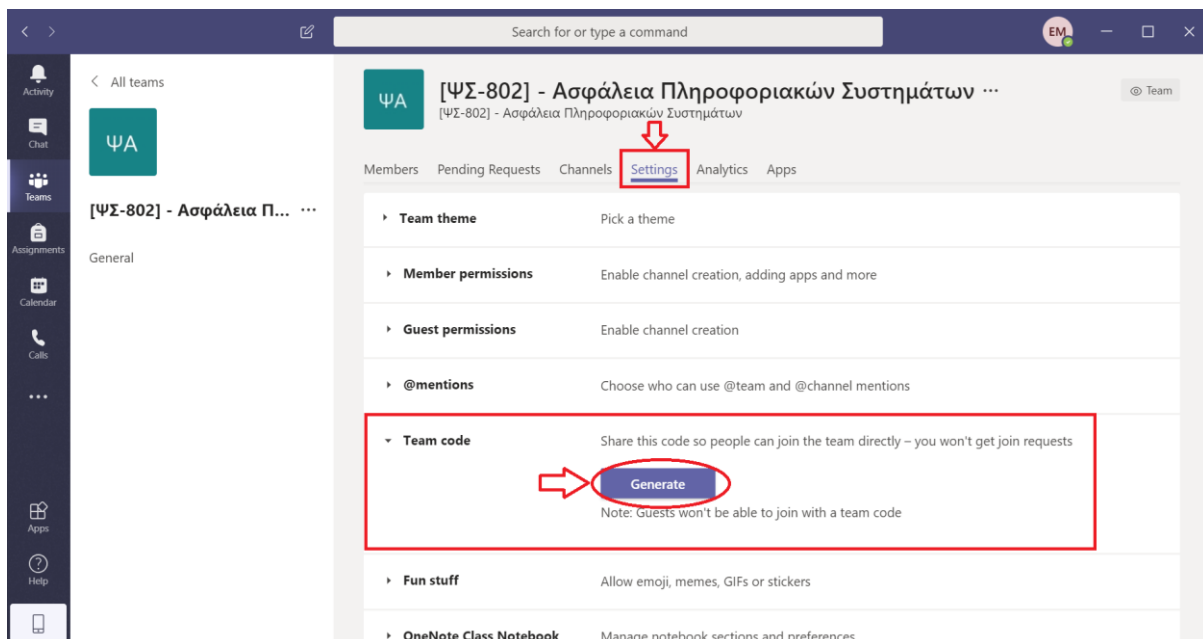 Search for or type a command
EM
Activity
Chat
Teams
Assignments
Calendar
Calls
Apps
Help
All teams
ΨΑ
[ΨΣ-802] - Ασφάλεια Π... ···
General
ΨΑ
[ΨΣ-802] - Ασφάλεια Πληροφοριακών Συστημάτων ···
[ΨΣ-802] - Ασφάλεια Πληροφοριακών Συστημάτων
Team
Members Pending Requests Channels Settings Analytics Apps
Team theme Pick a theme
Member permissions Enable channel creation, adding apps and more
Guest permissions Enable channel creation
@mentions Choose who can use @team and @channel mentions
Team code Share this code so people can join the team directly – you won't get join requests
Generate
Note: Guests won't be able to join with a team code
Fun stuff Allow emoji, memes, GIFs or stickers
OneNote Class Notebook Manage notebook sections and preferences